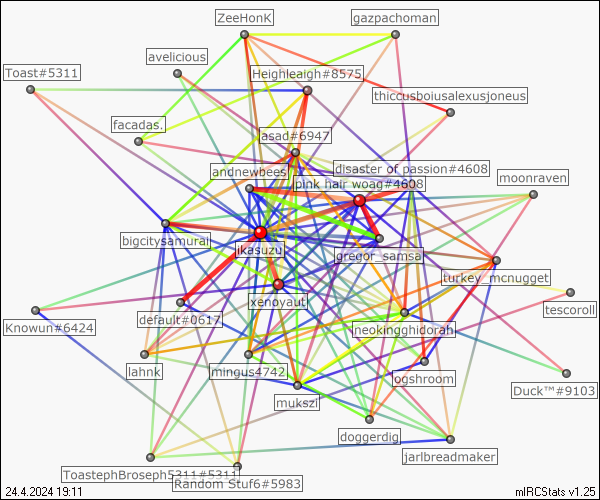 ZeeHonK
gazpachoman
avelicious
Toast#5311
Heighleaigh#8575
thiccusboiusalexusjoneus
facadas.
asad#6947
andnewbees
disaster of passion#4608
pink hair woag#4608
moonraven
bigcitysamurai
ikasuzu
gregor_samsa
turkey_mcnugget
xenoyaut
tescoroll
Knowun#6424
default#0617
neokingghidorah
lahnk
mingus4742
ogshroom
Duck™#9103
mukszi
doggerdig
jarlbreadmaker
ToastephBroseph5311#5311
Random Stuf6#5983
24.4.2024 19:11
mIRCStats v1.25